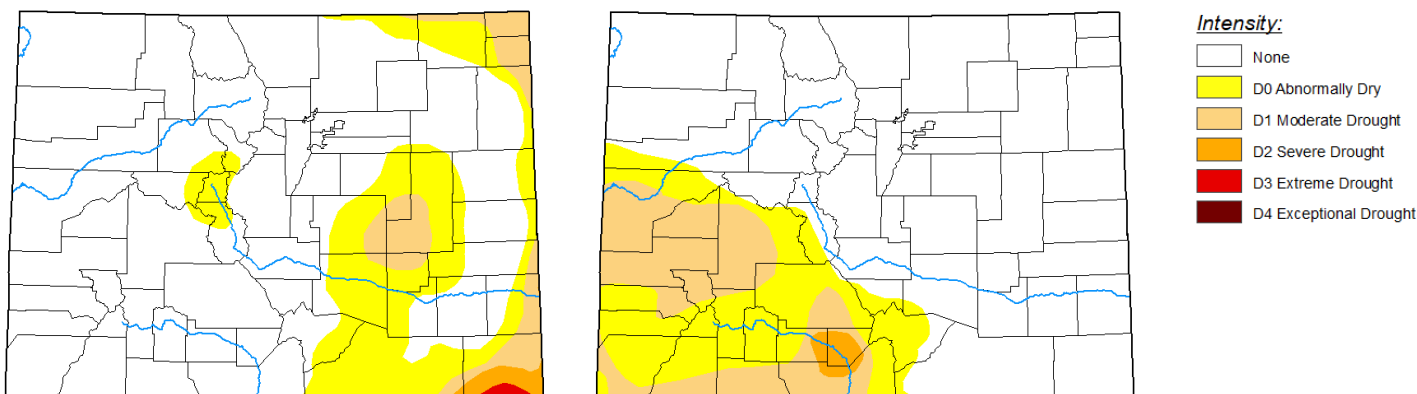 Intensity:
None
D0 Abnormally Dry
D1 Moderate Drought
D2 Severe Drought
D3 Extreme Drought
D4 Exceptional Drought